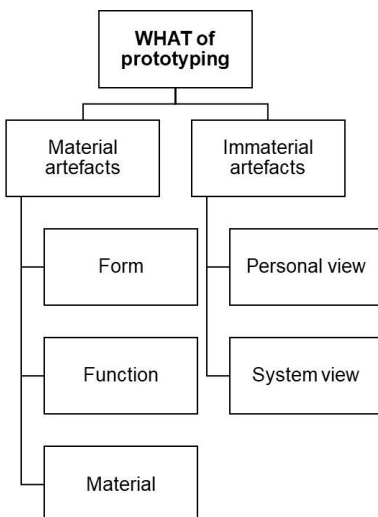 WHAT of
prototyping
Material
artefacts
Immaterial
artefacts
Form
Personal view
Function
System view
Material